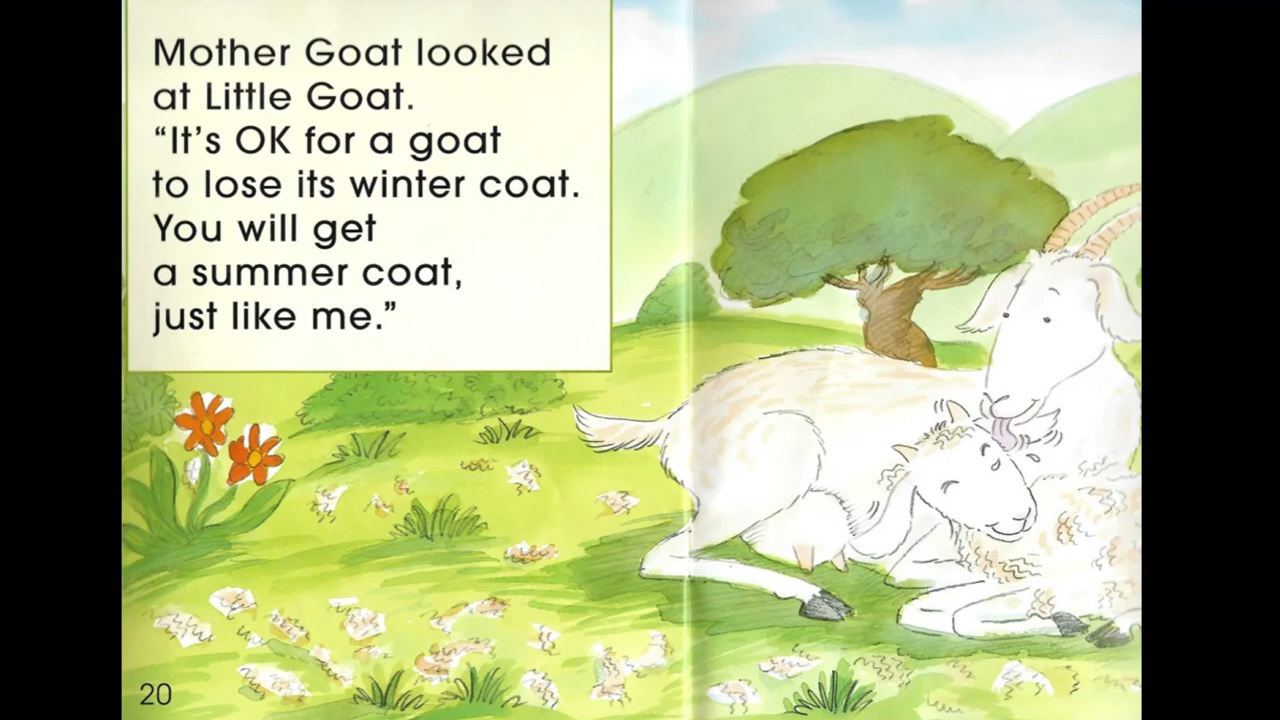 Mother Goat looked
at Little Goat.
“It’s OK for a goat
to lose its winter coat.
You will get
a summer coat,
just like me.”
20